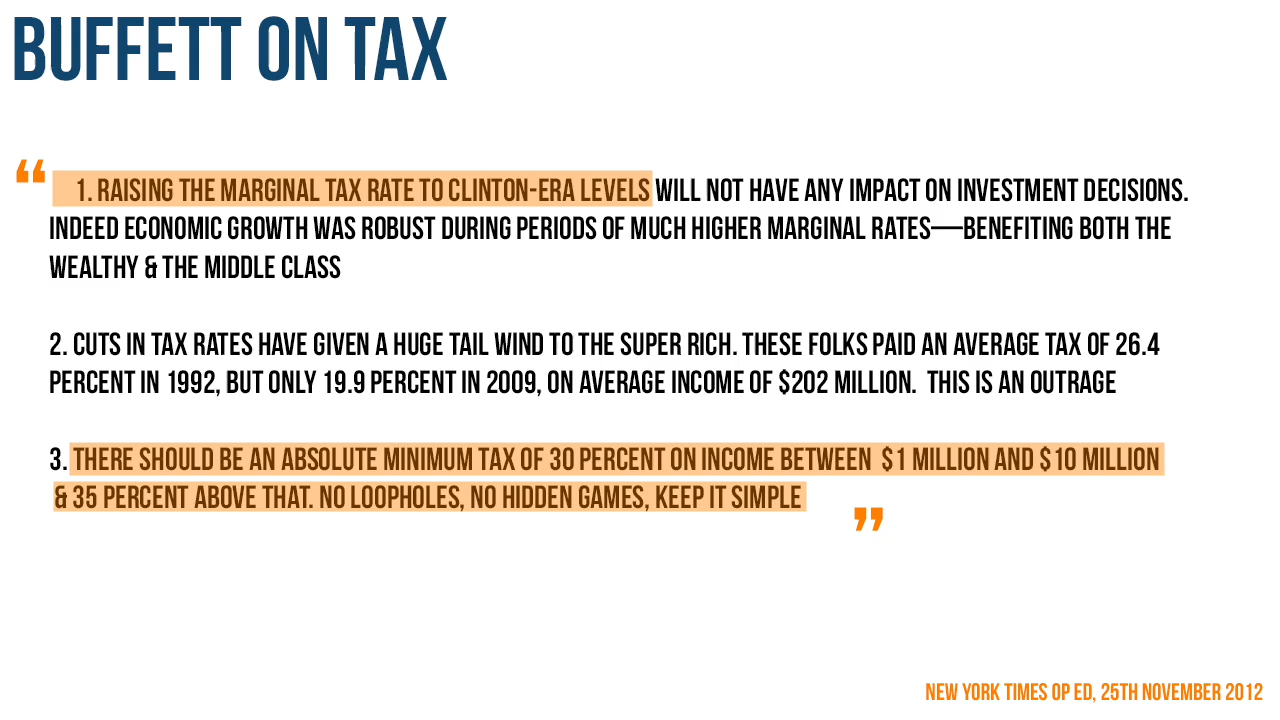 BUFFETT ON TAX
“ 1. RAISING THE MARGINAL TAX RATE TO CLINTON-ERA LEVELS WILL NOT HAVE ANY IMPACT ON INVESTMENT DECISIONS.
INDEED ECONOMIC GROWTH WAS ROBUST DURING PERIODS OF MUCH HIGHER MARGINAL RATES—BENEFITING BOTH THE
WEALTHY & THE MIDDLE CLASS
2. CUTS IN TAX RATES HAVE GIVEN A HUGE TAIL WIND TO THE SUPER RICH. THESE FOLKS PAID AN AVERAGE TAX OF 26.4
PERCENT IN 1992, BUT ONLY 19.9 PERCENT IN 2009, ON AVERAGE INCOME OF $202 MILLION. THIS IS AN OUTRAGE
3. THERE SHOULD BE AN ABSOLUTE MINIMUM TAX OF 30 PERCENT ON INCOME BETWEEN $1 MILLION AND $10 MILLION
& 35 PERCENT ABOVE THAT. NO LOOPHOLES, NO HIDDEN GAMES, KEEP IT SIMPLE
”
NEW YORK TIMES OP ED, 25TH NOVEMBER 2012